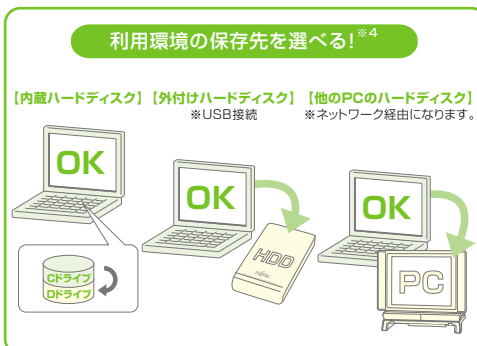 利用環境の保存先を選べる!※4
【内蔵ハードディスク】【外付けハードディスク】【他のPCのハードディスク】
※USB接続 ※ネットワーク経由になります。
OK
OK
OK
HDD
FUJITSU
PC
Cドライブ
Dドライブ